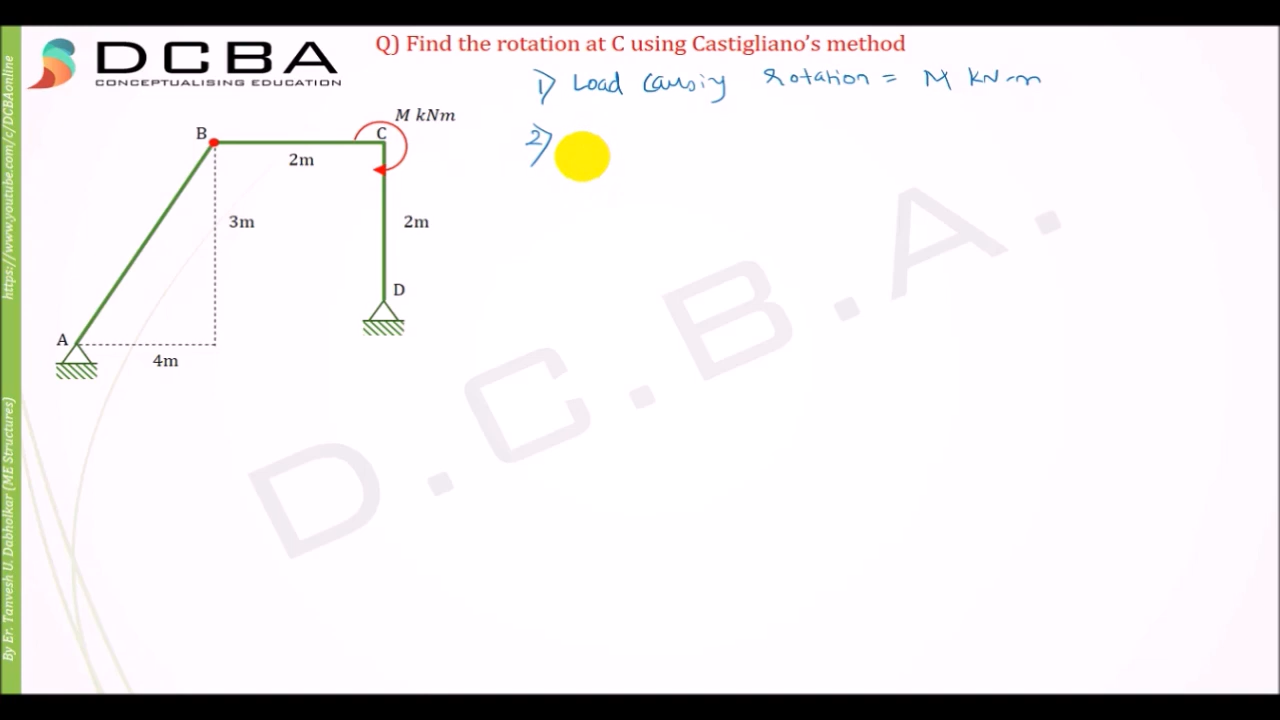 DCBA
CONCEPTUALISING EDUCATION
Q) Find the rotation at C using Castigliano's method
1) Load causing rotation = M kN-m
2)
M kNm
B
C
2m
3m
2m
D
A
4m
D.C.B.A.
https://www.youtube.com/c/DCBAonline
By Er. Tanvesh U. Dabholkar (ME Structures)